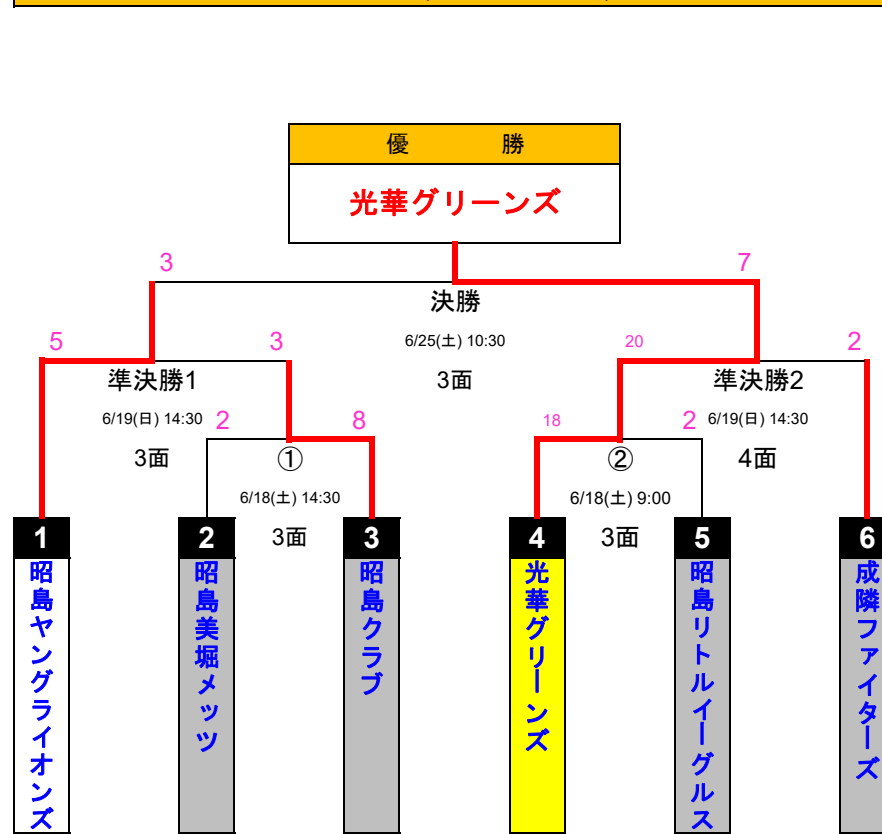 優 勝
光華グリーンズ
3 7
決勝
5 3 6/25(土) 10:30 20 2
準決勝1 3面 準決勝2
6/19(日) 14:30 2 8 18 2 6/19(日) 14:30
3面 ① ② 4面
6/18(土) 14:30 6/18(土) 9:00
1 2 3面 3 4 3面 5 6
昭島ヤングライオンズ
昭島美堀メッツ
昭島クラブ
光華グリーンズ
昭島リトルイーグルス
成隣ファイターズ